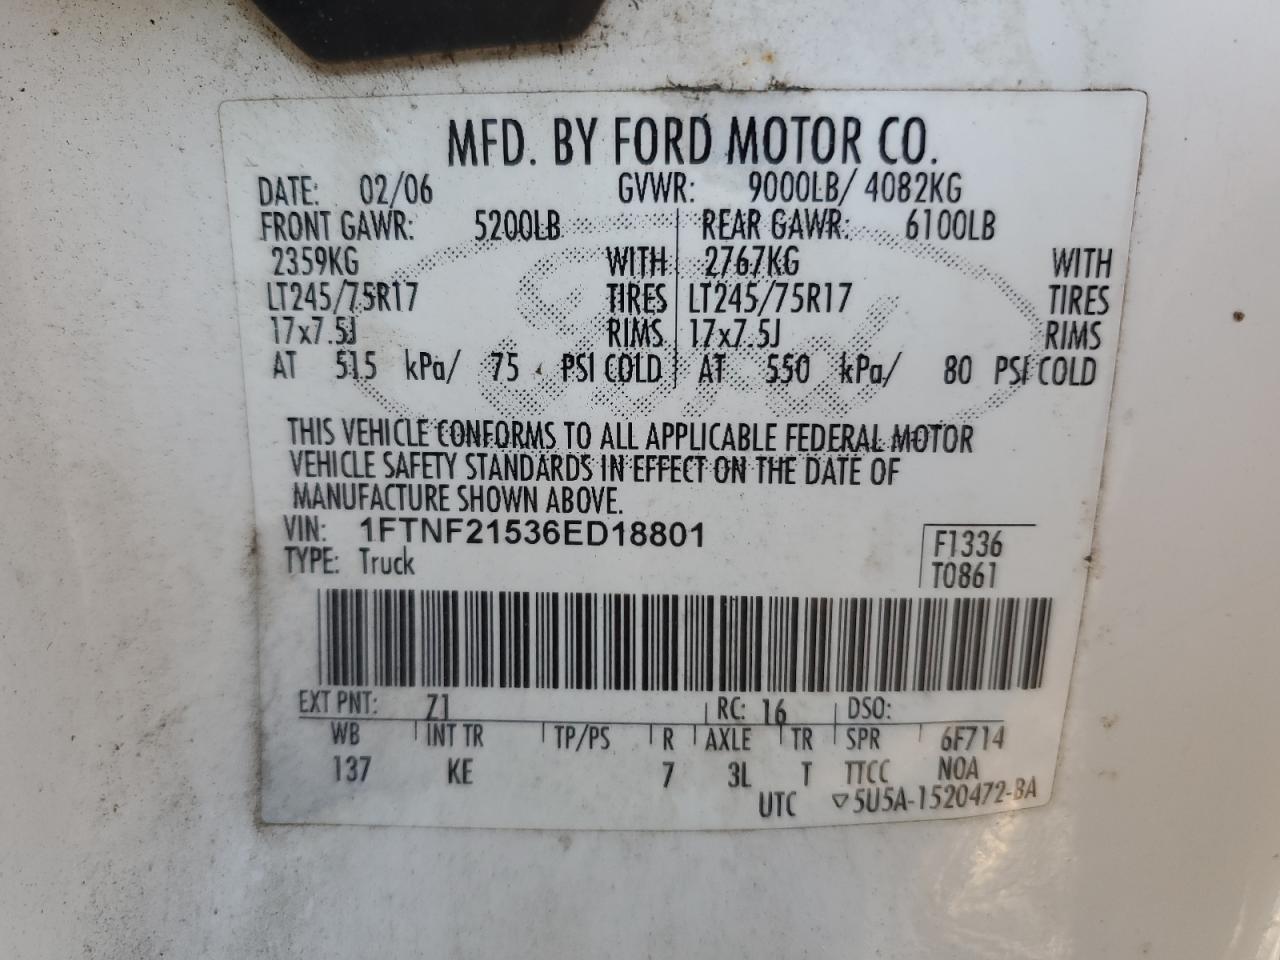 MFD. BY FORD MOTOR CO.
DATE: 02/06 GVWR: 9000LB/ 4082KG
FRONT GAWR: 5200LB REAR GAWR: 6100LB
2359KG WITH 2767KG WITH
LT245/75R17 TIRES LT245/75R17 TIRES
17x7.5J RIMS 17x7.5J RIMS
AT 515 kPa/ 75 PSI COLD AT 550 kPa/ 80 PSI COLD
THIS VEHICLE CONFORMS TO ALL APPLICABLE FEDERAL MOTOR
VEHICLE SAFETY STANDARDS IN EFFECT ON THE DATE OF
MANUFACTURE SHOWN ABOVE.
VIN: 1FTNF21536ED18801 F1336
TYPE: Truck T0861
EXT PNT: Z1 RC: 16 DSO:
WB INT TR TP/PS R AXLE TR SPR 6F714
137 KE 7 3L T TTCC NOA
UTC ▽5U5A-1520472-BA
Ford